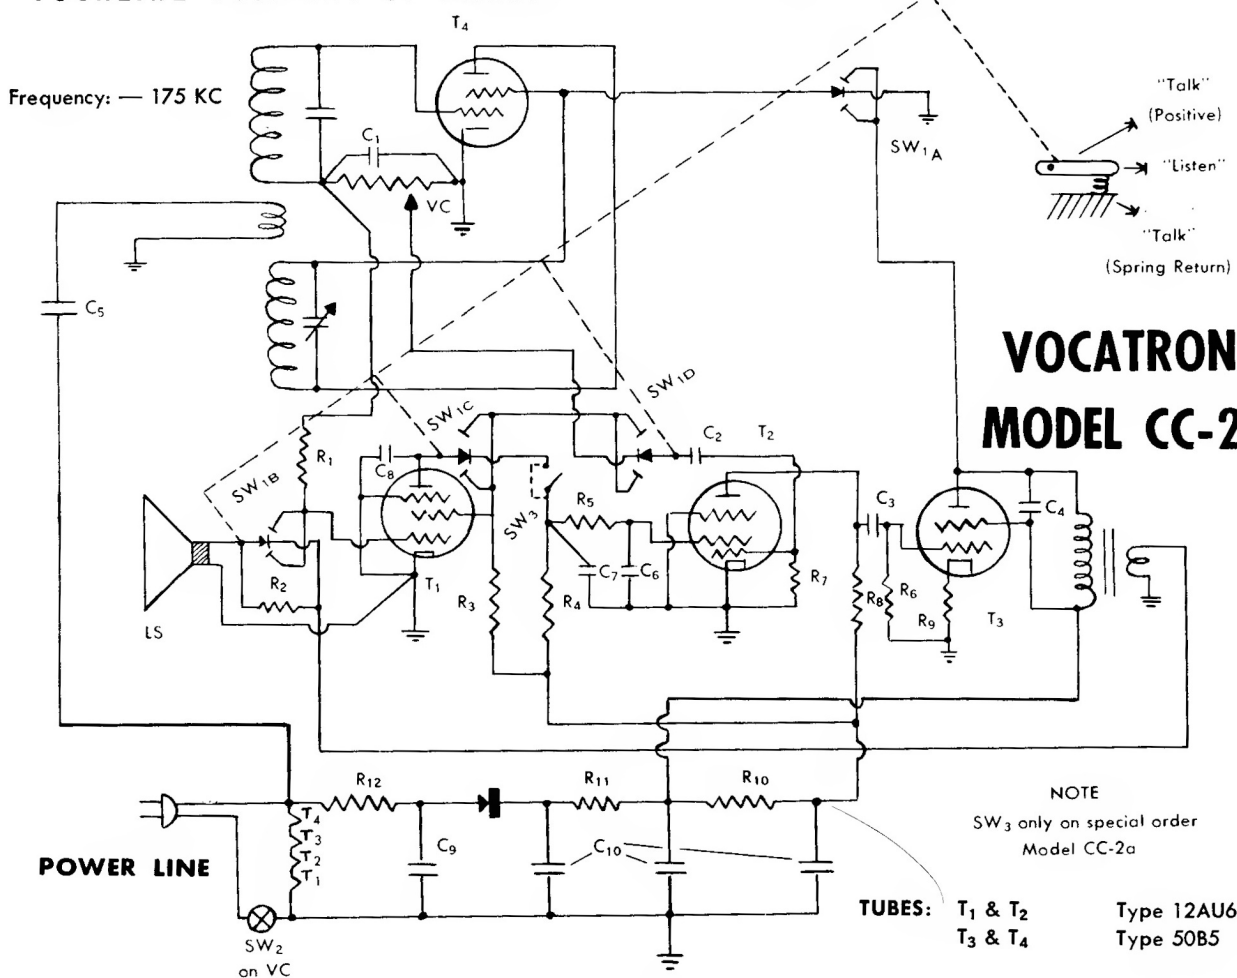 T₄
Frequency: — 175 KC
C₁
VC
SW₁A
"Talk"
(Positive)
"Listen"
"Talk"
(Spring Return)
C₅
VOCATRON
MODEL CC-2
SW₁D
SW₁C
SW₁B
R₁
C₈
C₂
T₂
SW₃
R₅
C₃
C₄
LS
R₂
T₁
R₃
C₇
C₆
R₄
R₇
R₈
R₆
R₉
T₃
R₁₂
R₁₁
R₁₀
NOTE
SW₃ only on special order
Model CC-2a
T₄
T₃
T₂
T₁
C₉
C₁₀
POWER LINE
SW₂
on VC
TUBES: T₁ & T₂ Type 12AU6
T₃ & T₄ Type 50B5